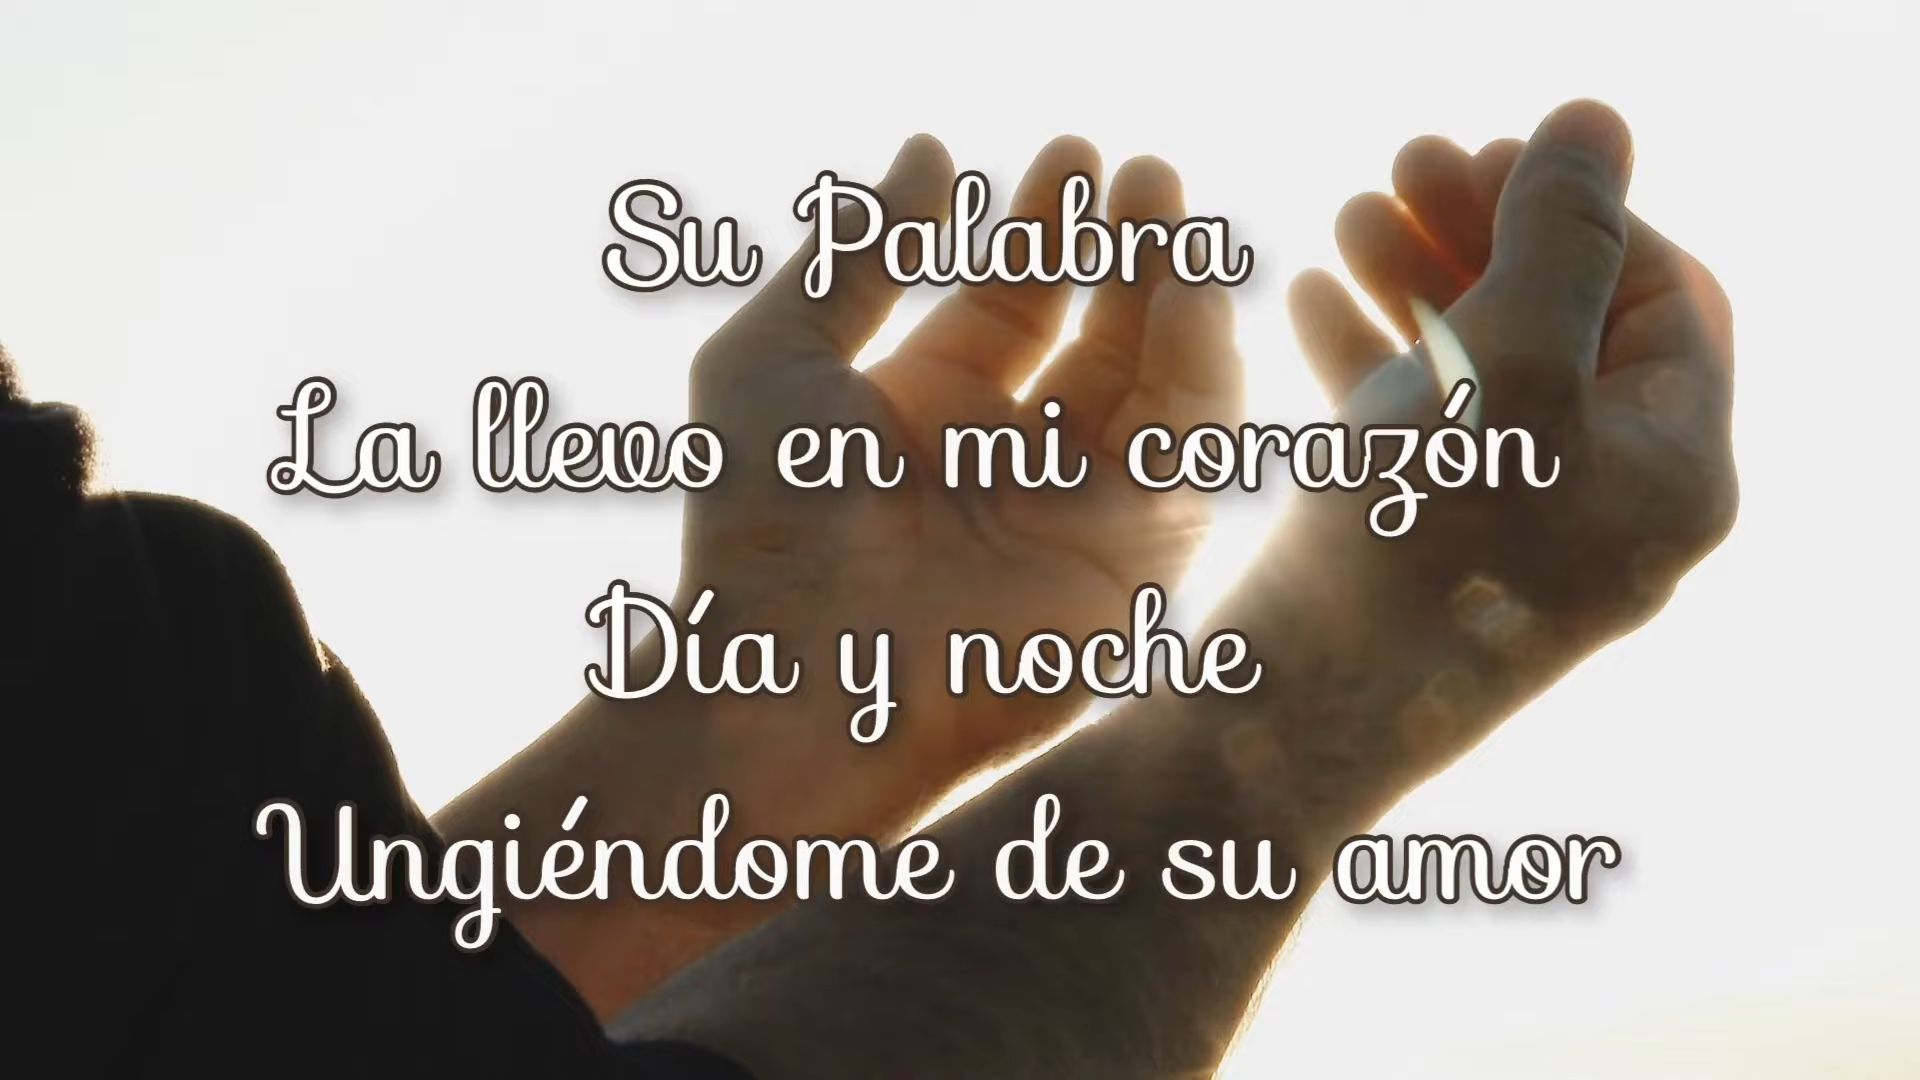 Su Palabra
La llevo en mi corazón
Día y noche
Ungiéndome de su amor